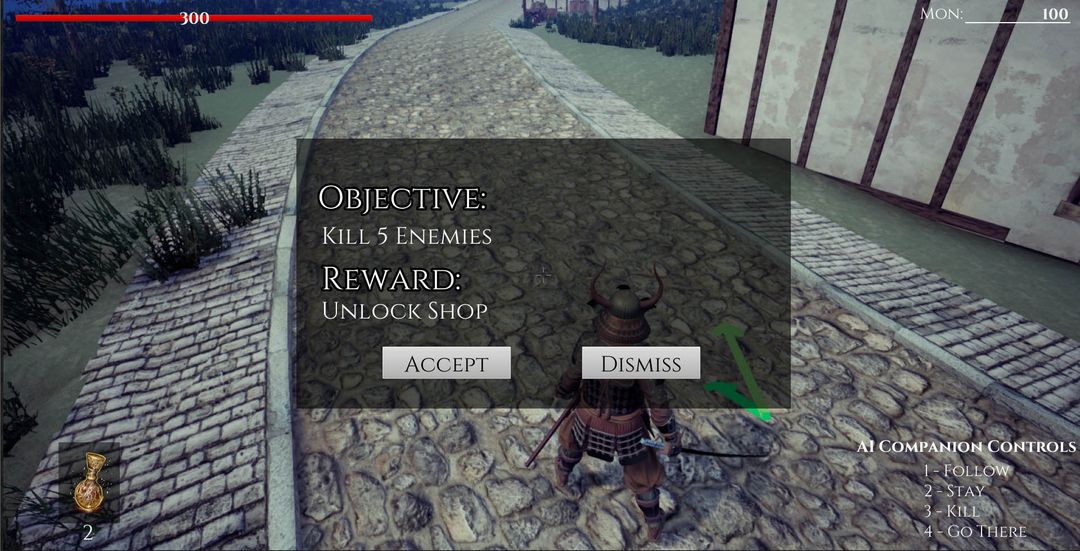 300
Mon: 100
Objective:
Kill 5 Enemies
Reward:
Unlock Shop
Accept
Dismiss
AI Companion Controls
1 - Follow
2 - Stay
3 - Kill
4 - Go There
2